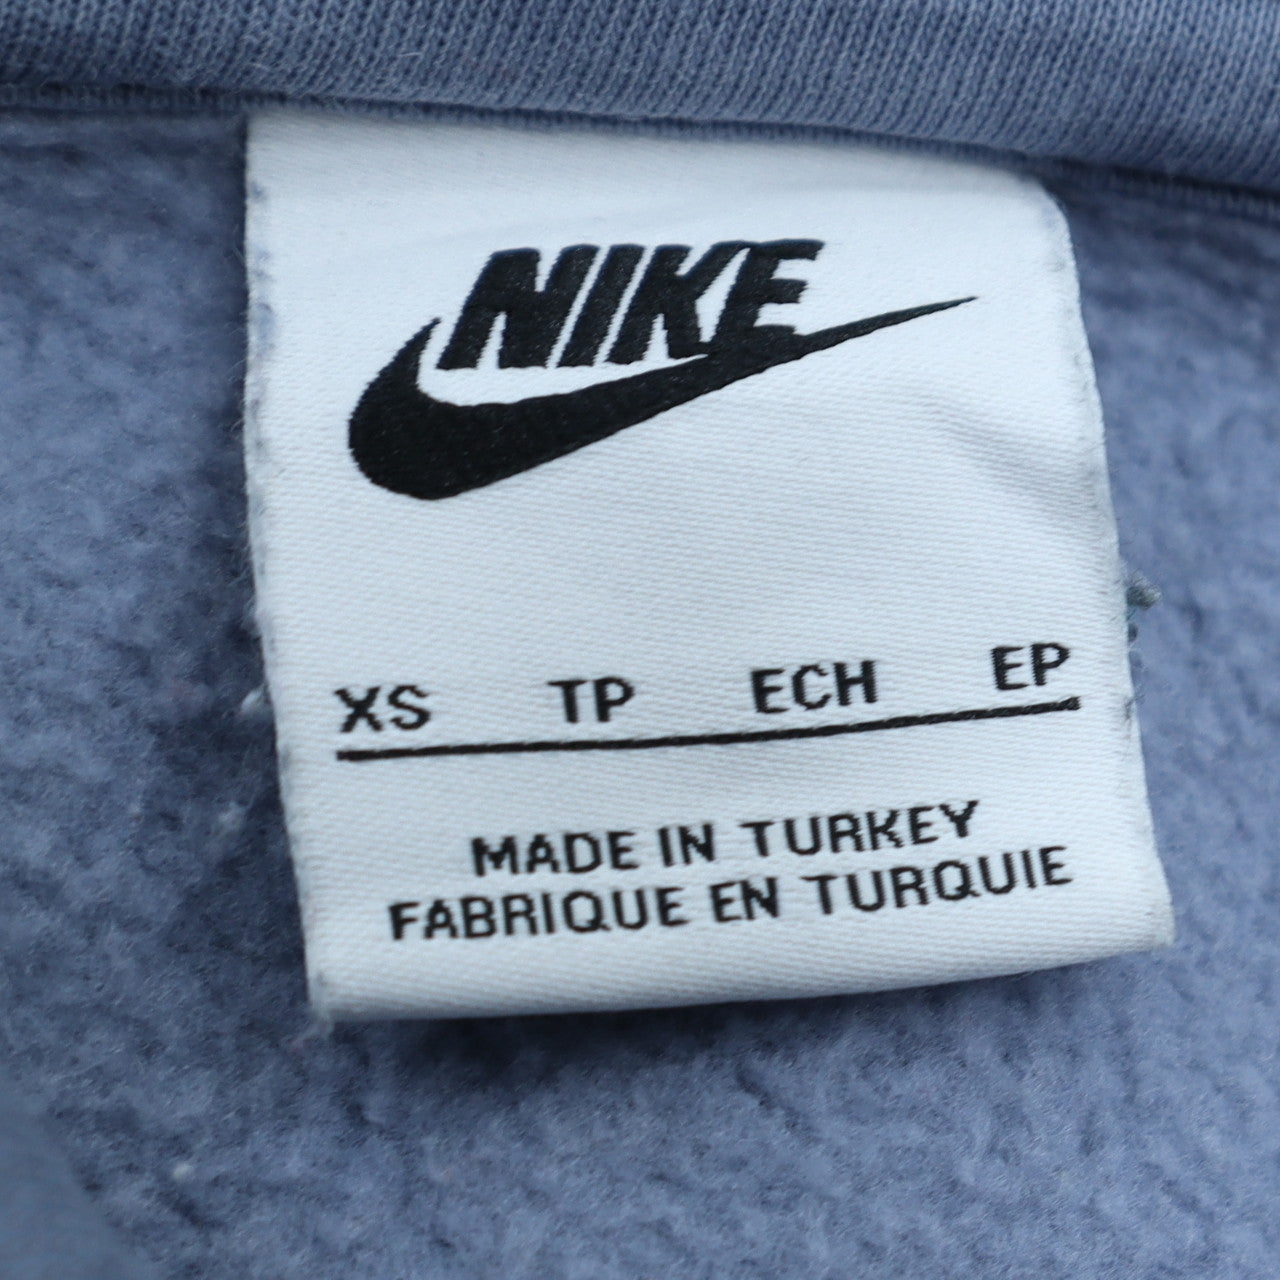 NIKE
XS TP ECH EP
MADE IN TURKEY
FABRIQUE EN TURQUIE